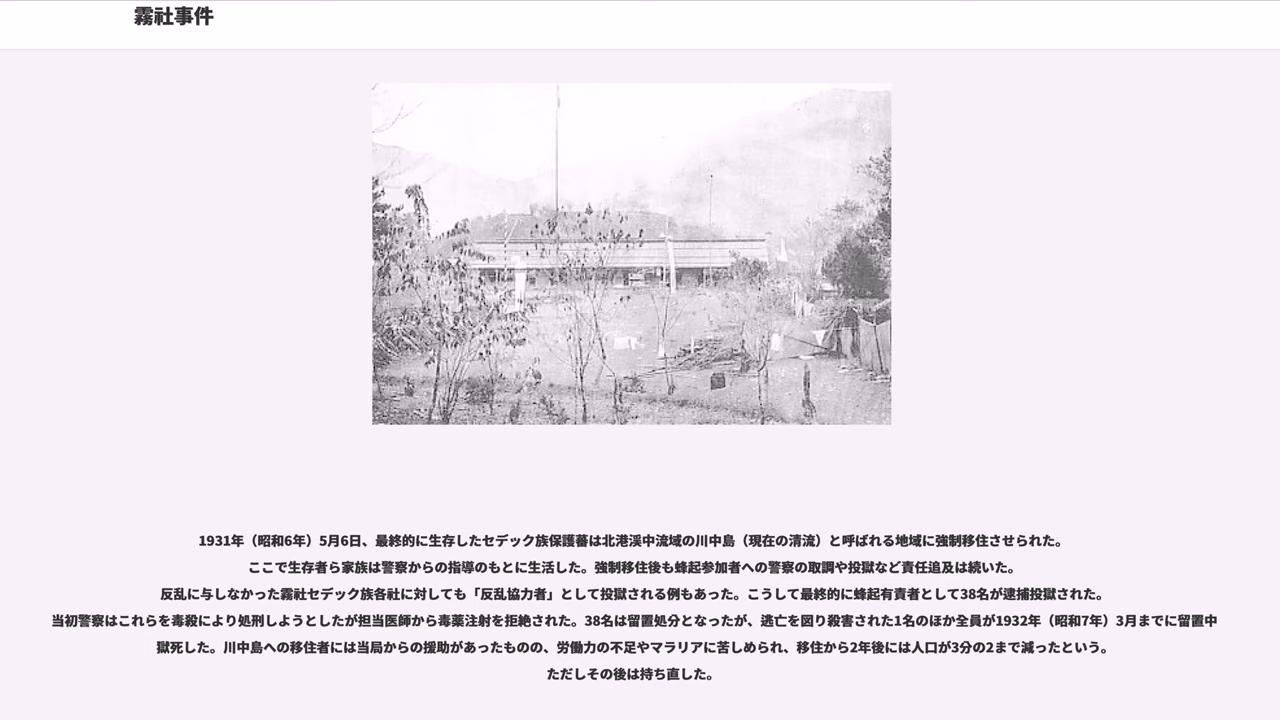 霧社事件
1931年（昭和6年）5月6日、最終的に生存したセデック族保護蕃は北港渓中流域の川中島（現在の清流）と呼ばれる地域に強制移住させられた。
ここで生存者ら家族は警察からの指導のもとに生活した。強制移住後も蜂起参加者への警察の取調や投獄など責任追及は続いた。
反乱に与しなかった霧社セデック族各社に対しても「反乱協力者」として投獄される例もあった。こうして最終的に蜂起有責者として38名が逮捕投獄された。
当初警察はこれらを毒殺により処刑しようとしたが担当医師から毒薬注射を拒絶された。38名は留置処分となったが、逃亡を図り殺害された1名のほか全員が1932年（昭和7年）3月までに留置中
獄死した。川中島への移住者には当局からの援助があったものの、労働力の不足やマラリアに苦しめられ、移住から2年後には人口が3分の2まで減ったという。
ただしその後は持ち直した。